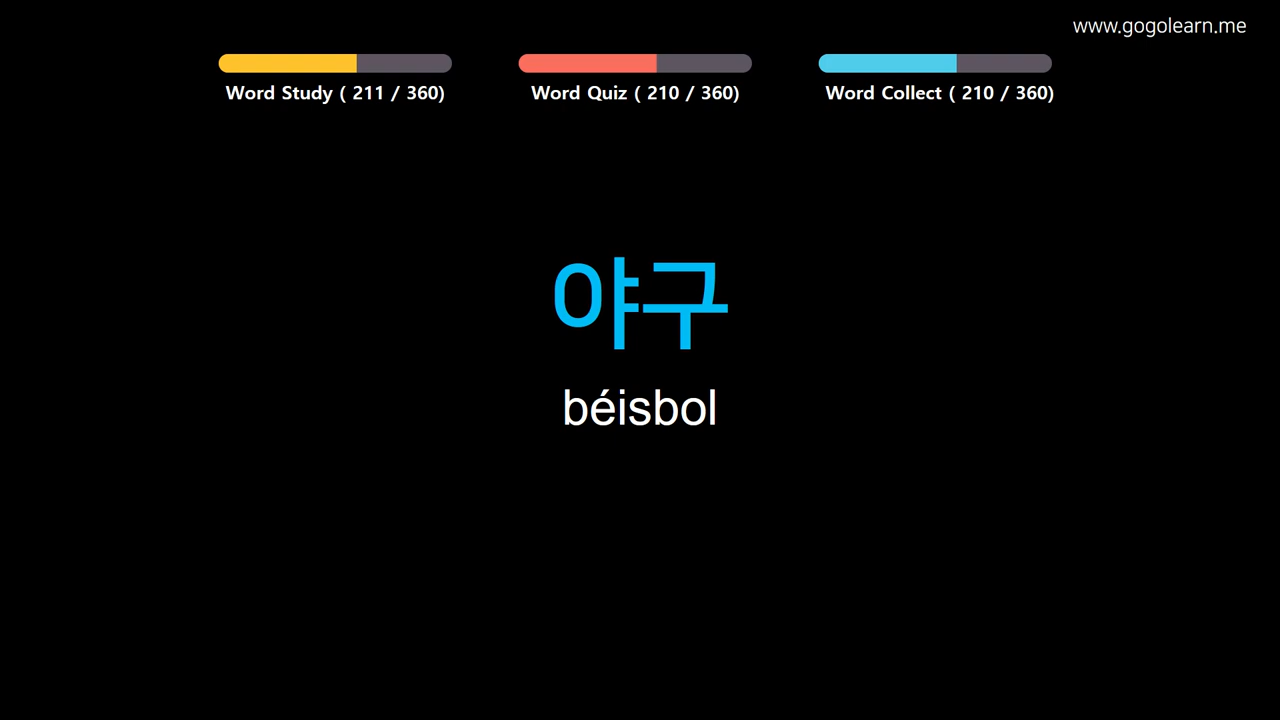 www.gogolearn.me
Word Study ( 211 / 360)
Word Quiz ( 210 / 360)
Word Collect ( 210 / 360)
야구
béisbol